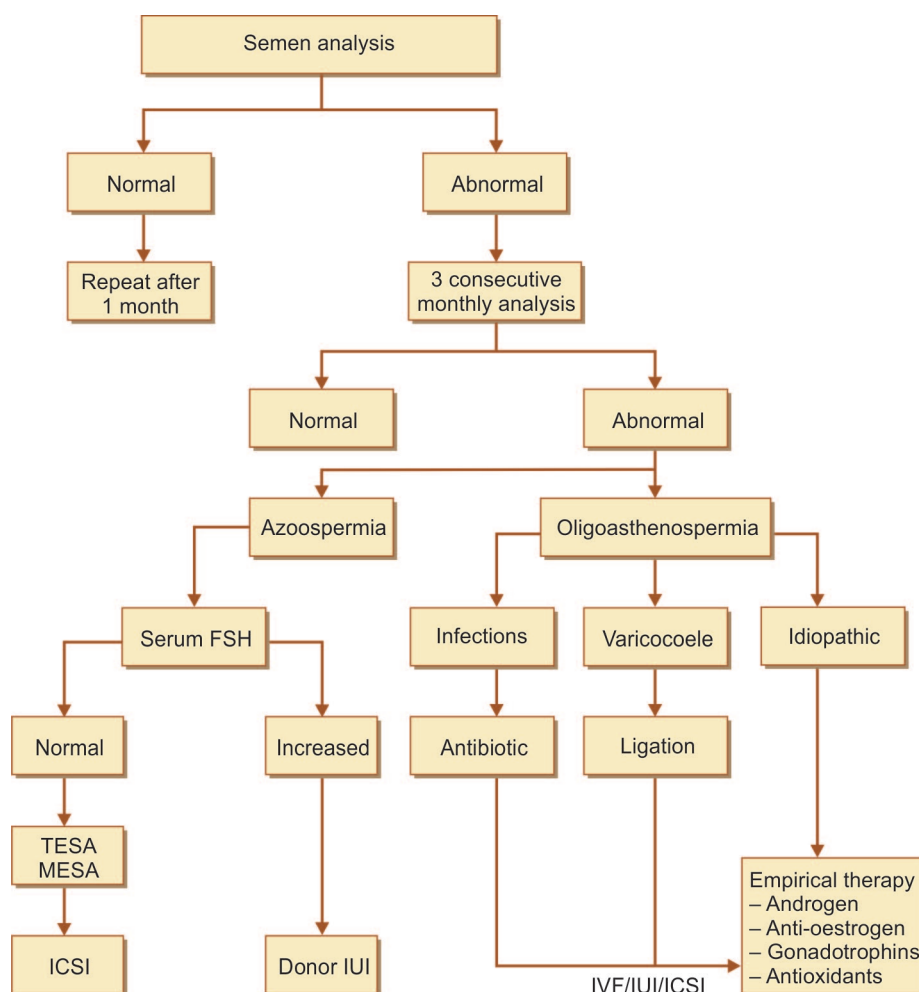 Semen analysis
Normal
Abnormal
Repeat after
1 month
3 consecutive
monthly analysis
Normal
Abnormal
Azoospermia
Oligoasthenospermia
Serum FSH
Infections
Varicocoele
Idiopathic
Normal
Increased
Antibiotic
Ligation
TESA
MESA
Empirical therapy
– Androgen
– Anti-oestrogen
– Gonadotrophins
– Antioxidants
ICSI
Donor IUI
IVF/IUI/ICSI